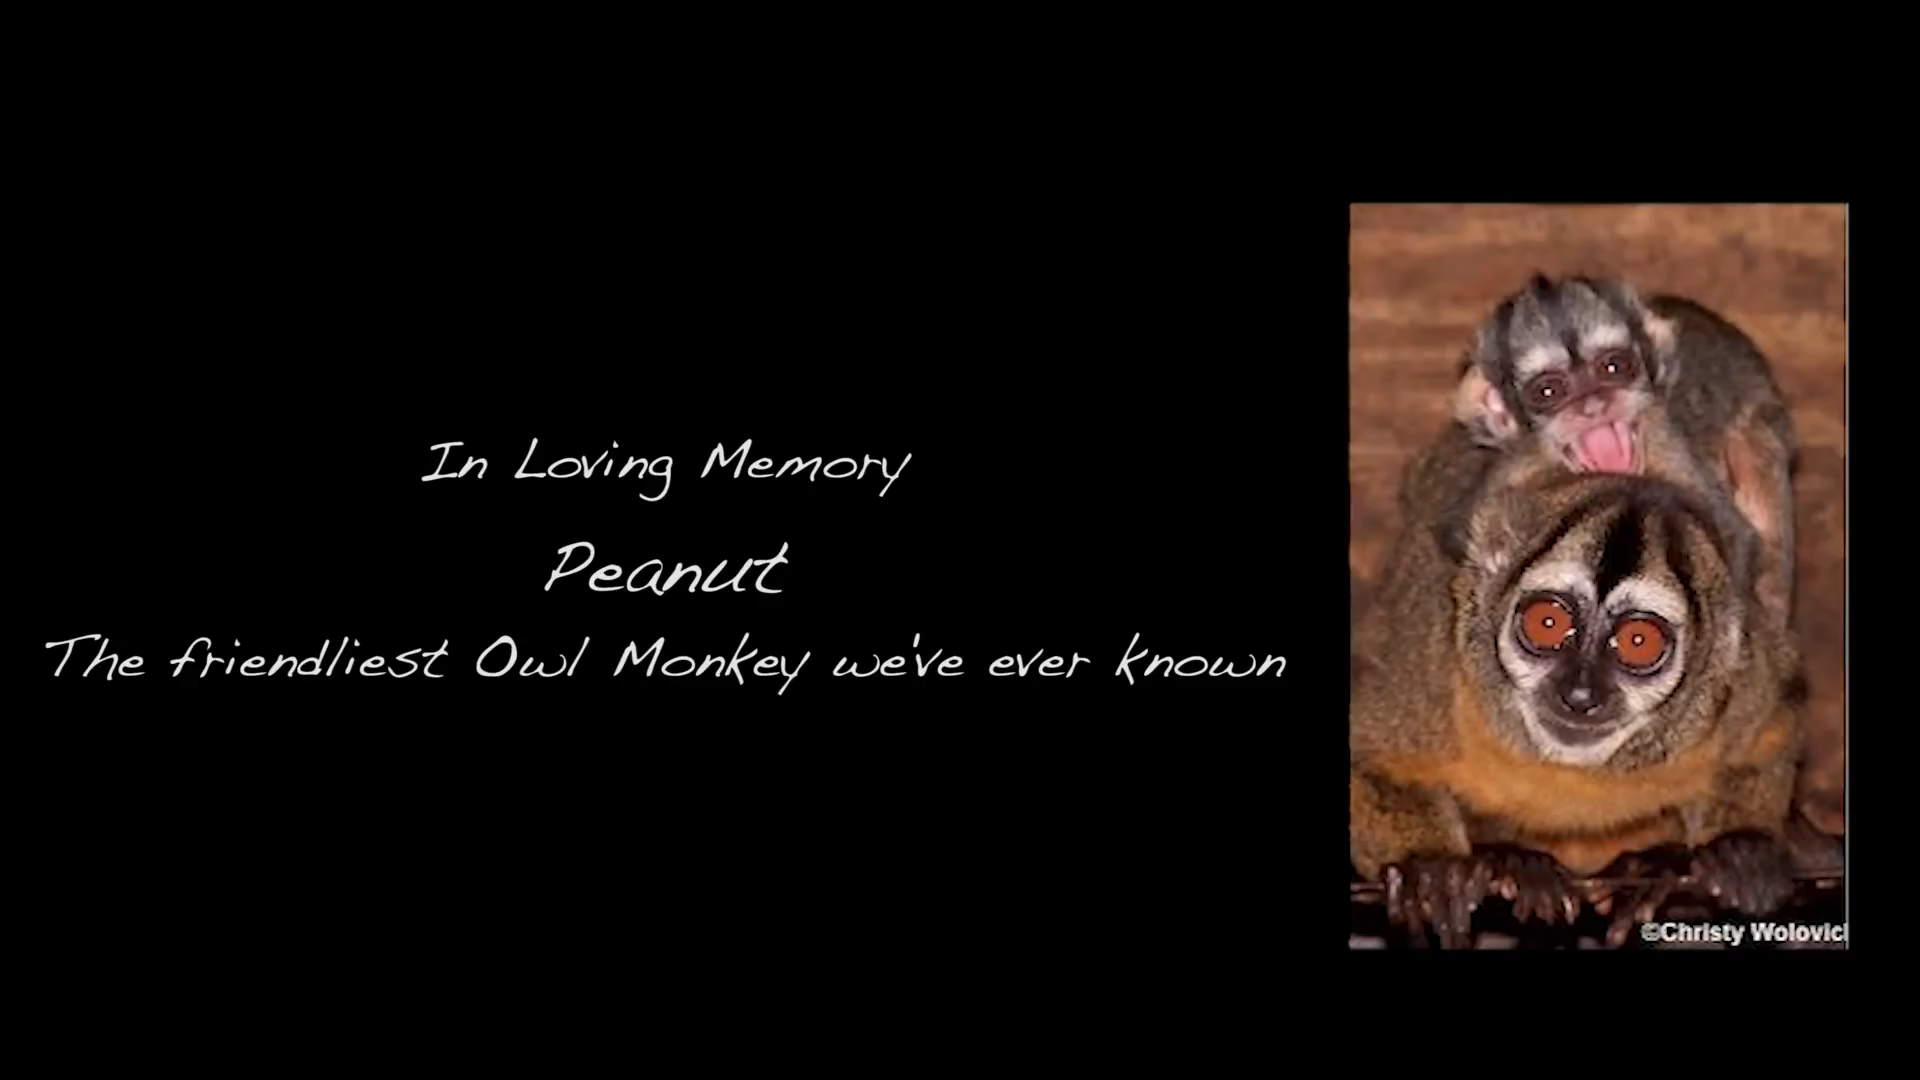 In Loving Memory
Peanut
The friendliest Owl Monkey we've ever known
©Christy Wolovic